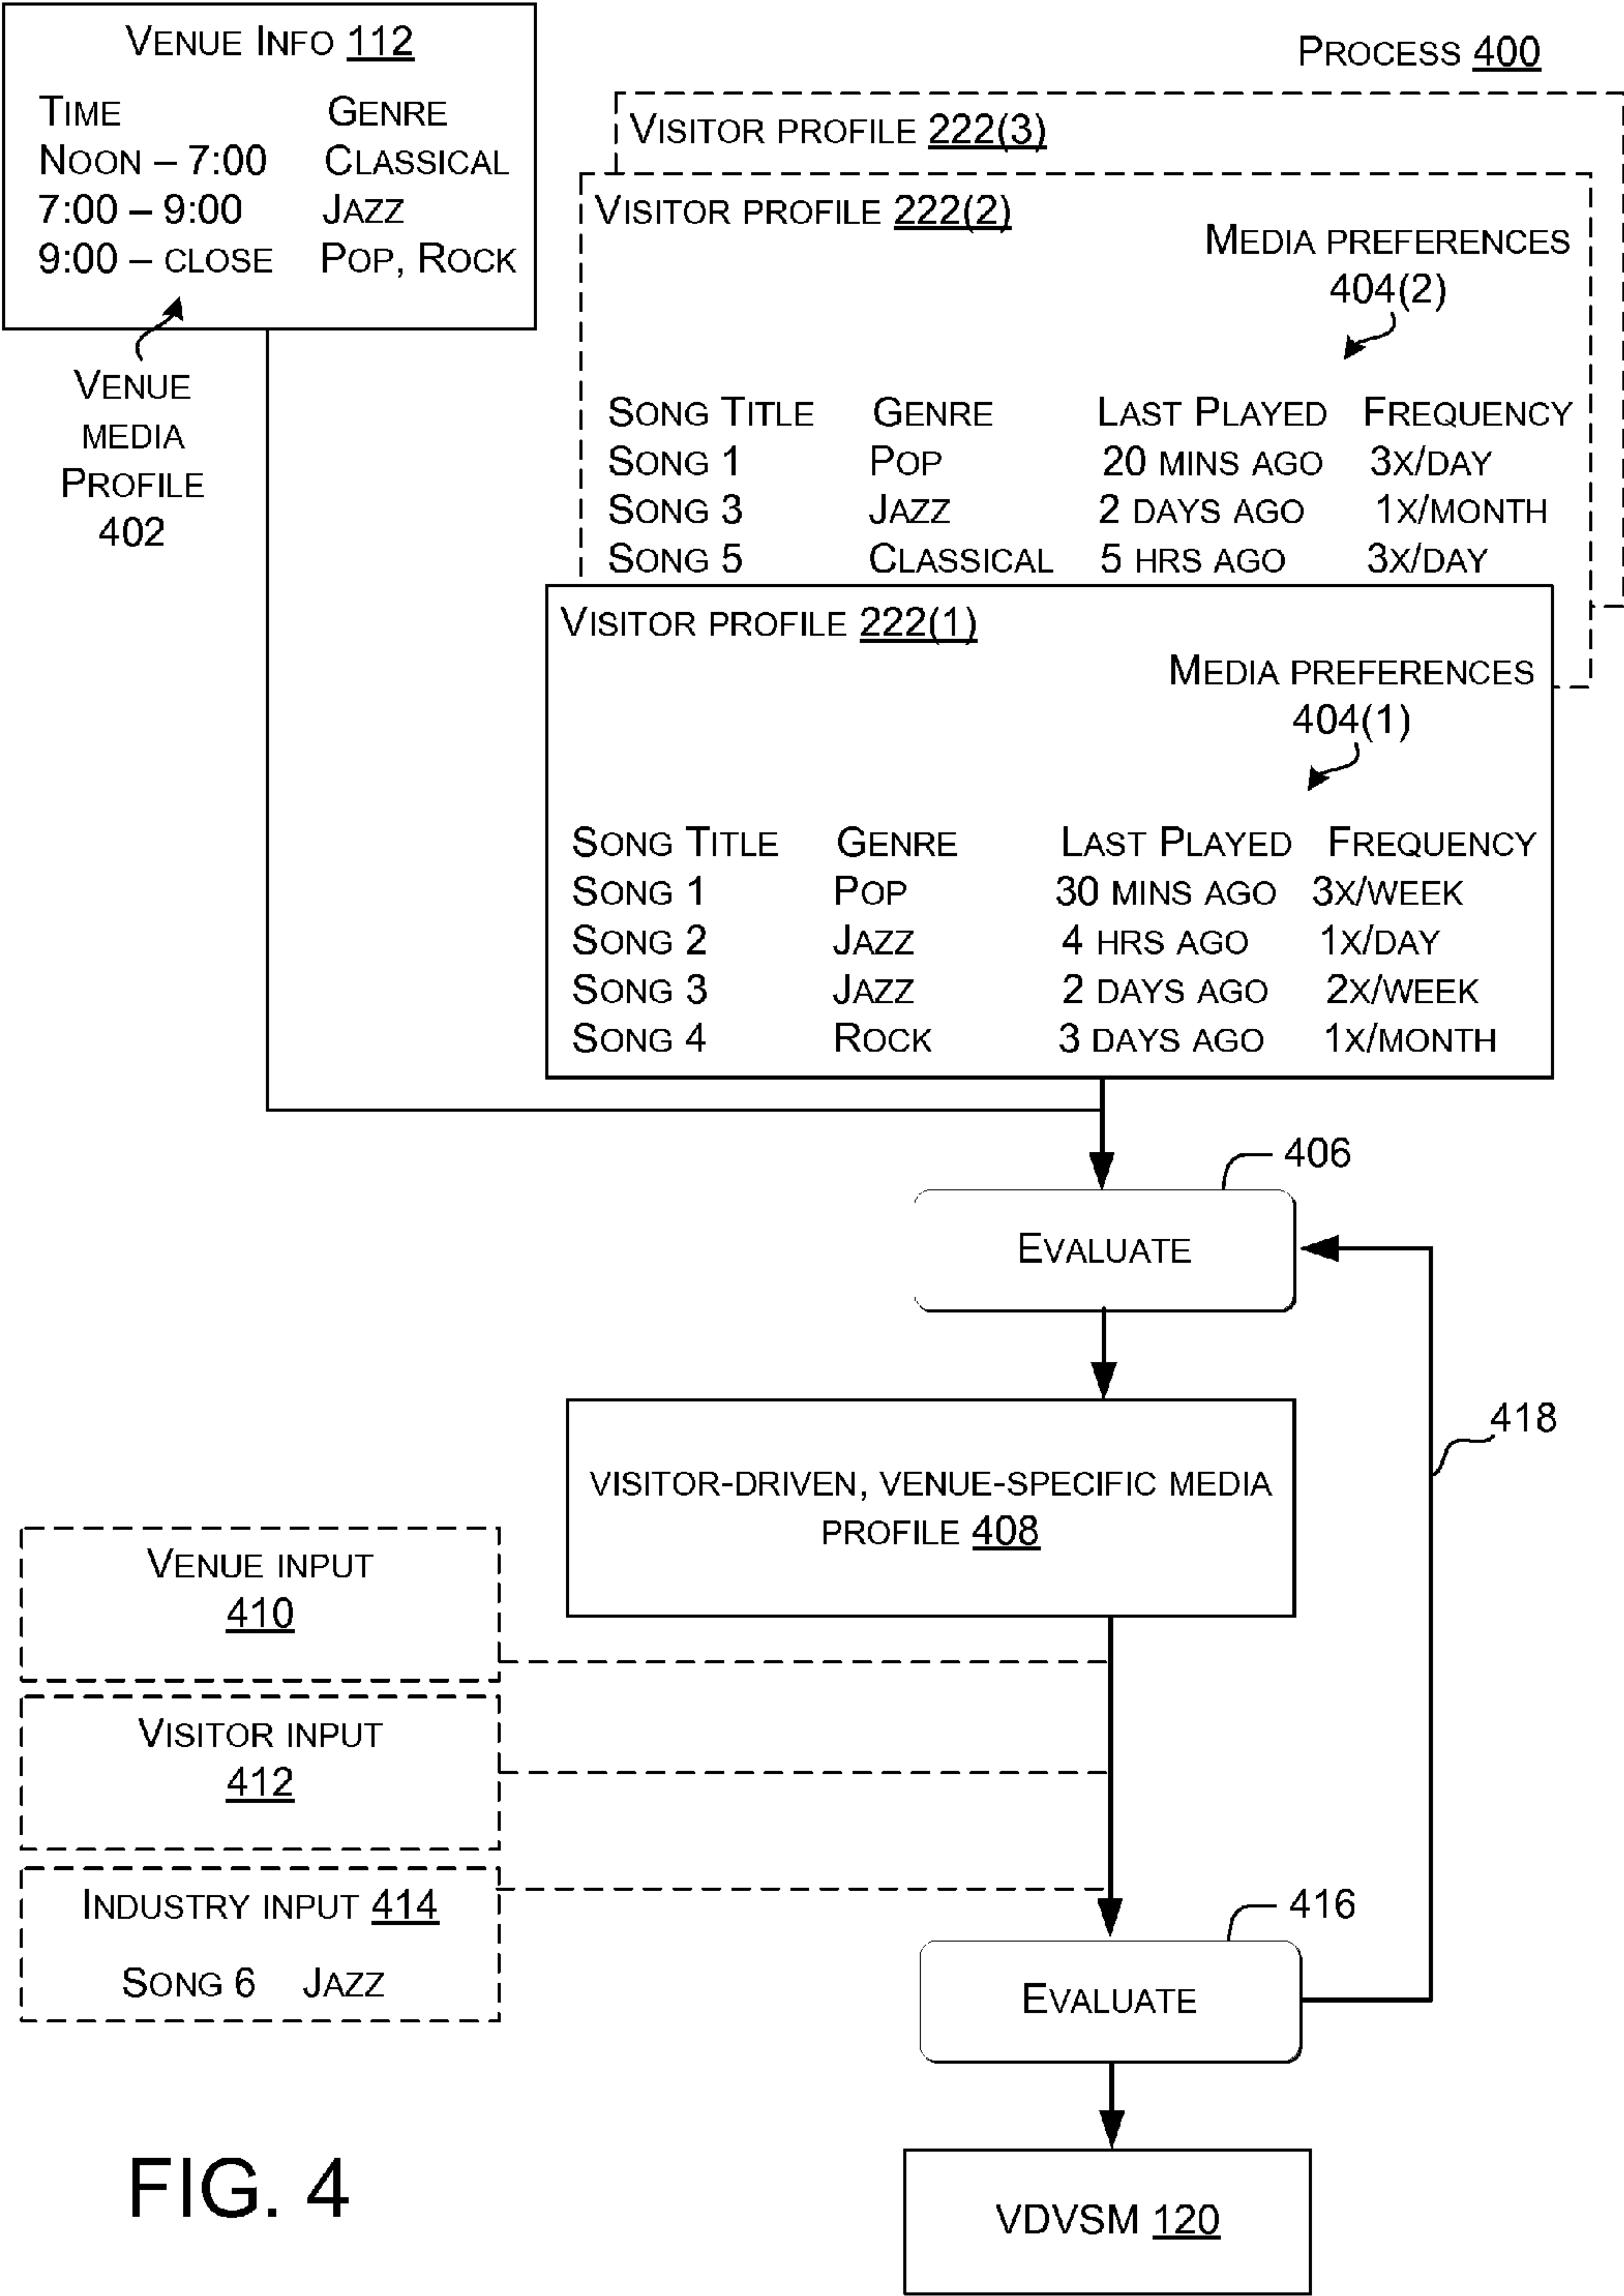 Venue Info 112
Time Genre
Noon – 7:00 Classical
7:00 – 9:00 Jazz
9:00 – close Pop, Rock
Venue
media
Profile
402
Process 400
Visitor profile 222(3)
Visitor profile 222(2)
Media preferences
404(2)
Song Title Genre Last Played Frequency
Song 1 Pop 20 mins ago 3x/day
Song 3 Jazz 2 days ago 1x/month
Song 5 Classical 5 hrs ago 3x/day
Visitor profile 222(1)
Media preferences
404(1)
Song Title Genre Last Played Frequency
Song 1 Pop 30 mins ago 3x/week
Song 2 Jazz 4 hrs ago 1x/day
Song 3 Jazz 2 days ago 2x/week
Song 4 Rock 3 days ago 1x/month
406
Evaluate
418
visitor-driven, venue-specific media
profile 408
Venue input
410
Visitor input
412
Industry input 414
Song 6 Jazz
416
Evaluate
VDVSM 120
FIG. 4